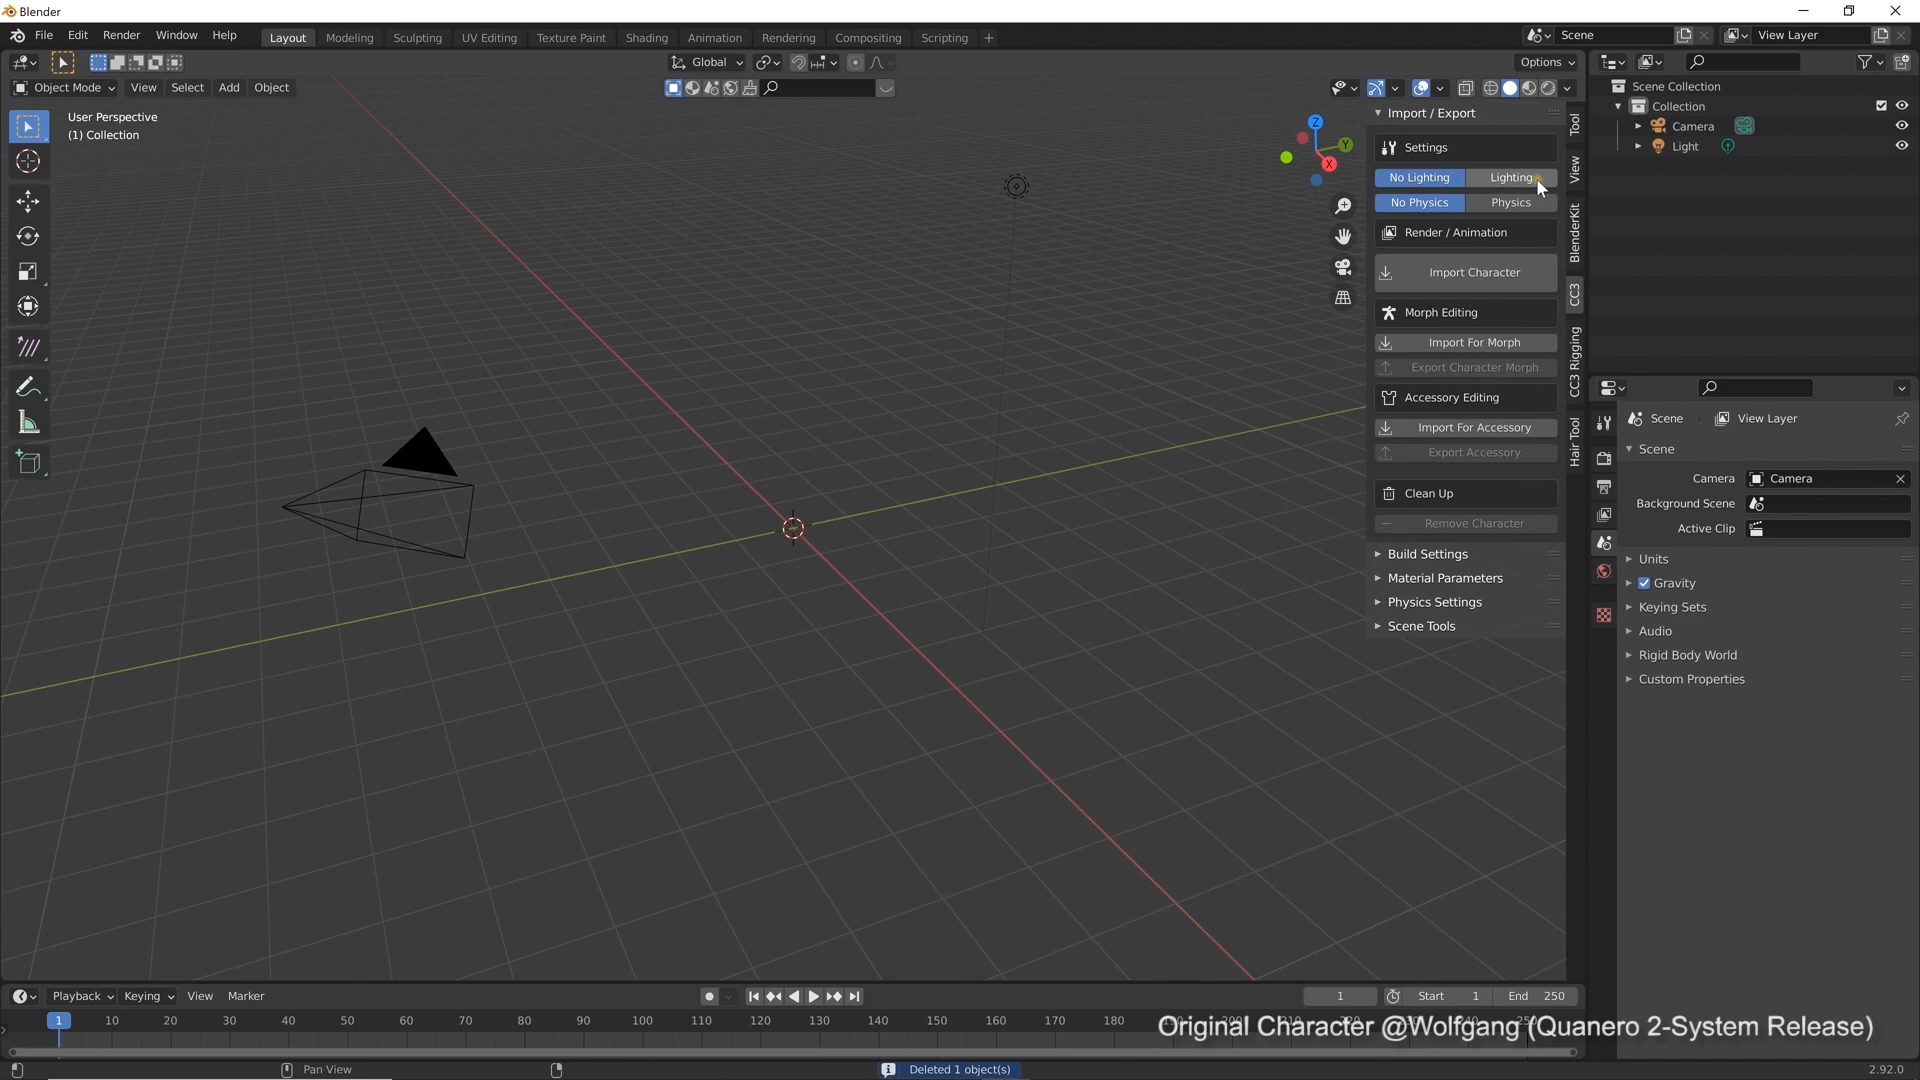 Blender
File Edit Render Window Help
Layout Modeling Sculpting UV Editing Texture Paint Shading Animation Rendering Compositing Scripting +
Scene
View Layer
Global
Options
Object Mode View Select Add Object
User Perspective
(1) Collection
Z
Y
X
Import / Export
Settings
No Lighting Lighting
No Physics Physics
Render / Animation
Import Character
Morph Editing
Import For Morph
Export Character Morph
Accessory Editing
Import For Accessory
Export Accessory
Clean Up
Remove Character
Build Settings
Material Parameters
Physics Settings
Scene Tools
Tool
View
BlenderKit
CC3
CC3 Rigging
Hair Tool
Scene Collection
Collection
Camera
Light
Scene View Layer
Scene
Camera Camera
Background Scene
Active Clip
Units
Gravity
Keying Sets
Audio
Rigid Body World
Custom Properties
Playback Keying View Marker
1 Start 1 End 250
1 10 20 30 40 50 60 70 80 90 100 110 120 130 140 150 160 170 180
Original Character @Wolfgang (Quanero 2-System Release)
Pan View
Deleted 1 object(s)
2.92.0